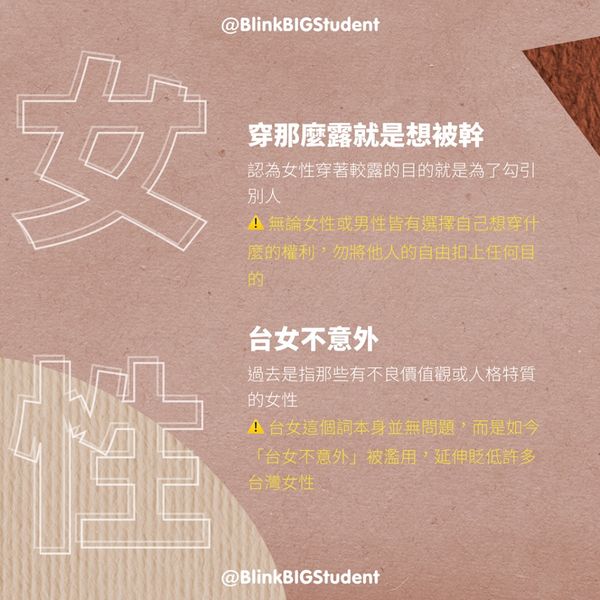 @BlinkBIGStudent
女
性
穿那麼露就是想被幹
認為女性穿著較露的目的就是為了勾引
別人
⚠️ 無論女性或男性皆有選擇自己想穿什
麼的權利，勿將他人的自由扣上任何目
的
台女不意外
過去是指那些有不良價值觀或人格特質
的女性
⚠️ 台女這個詞本身並無問題，而是如今
「台女不意外」被濫用，延伸貶低許多
台灣女性
@BlinkBIGStudent